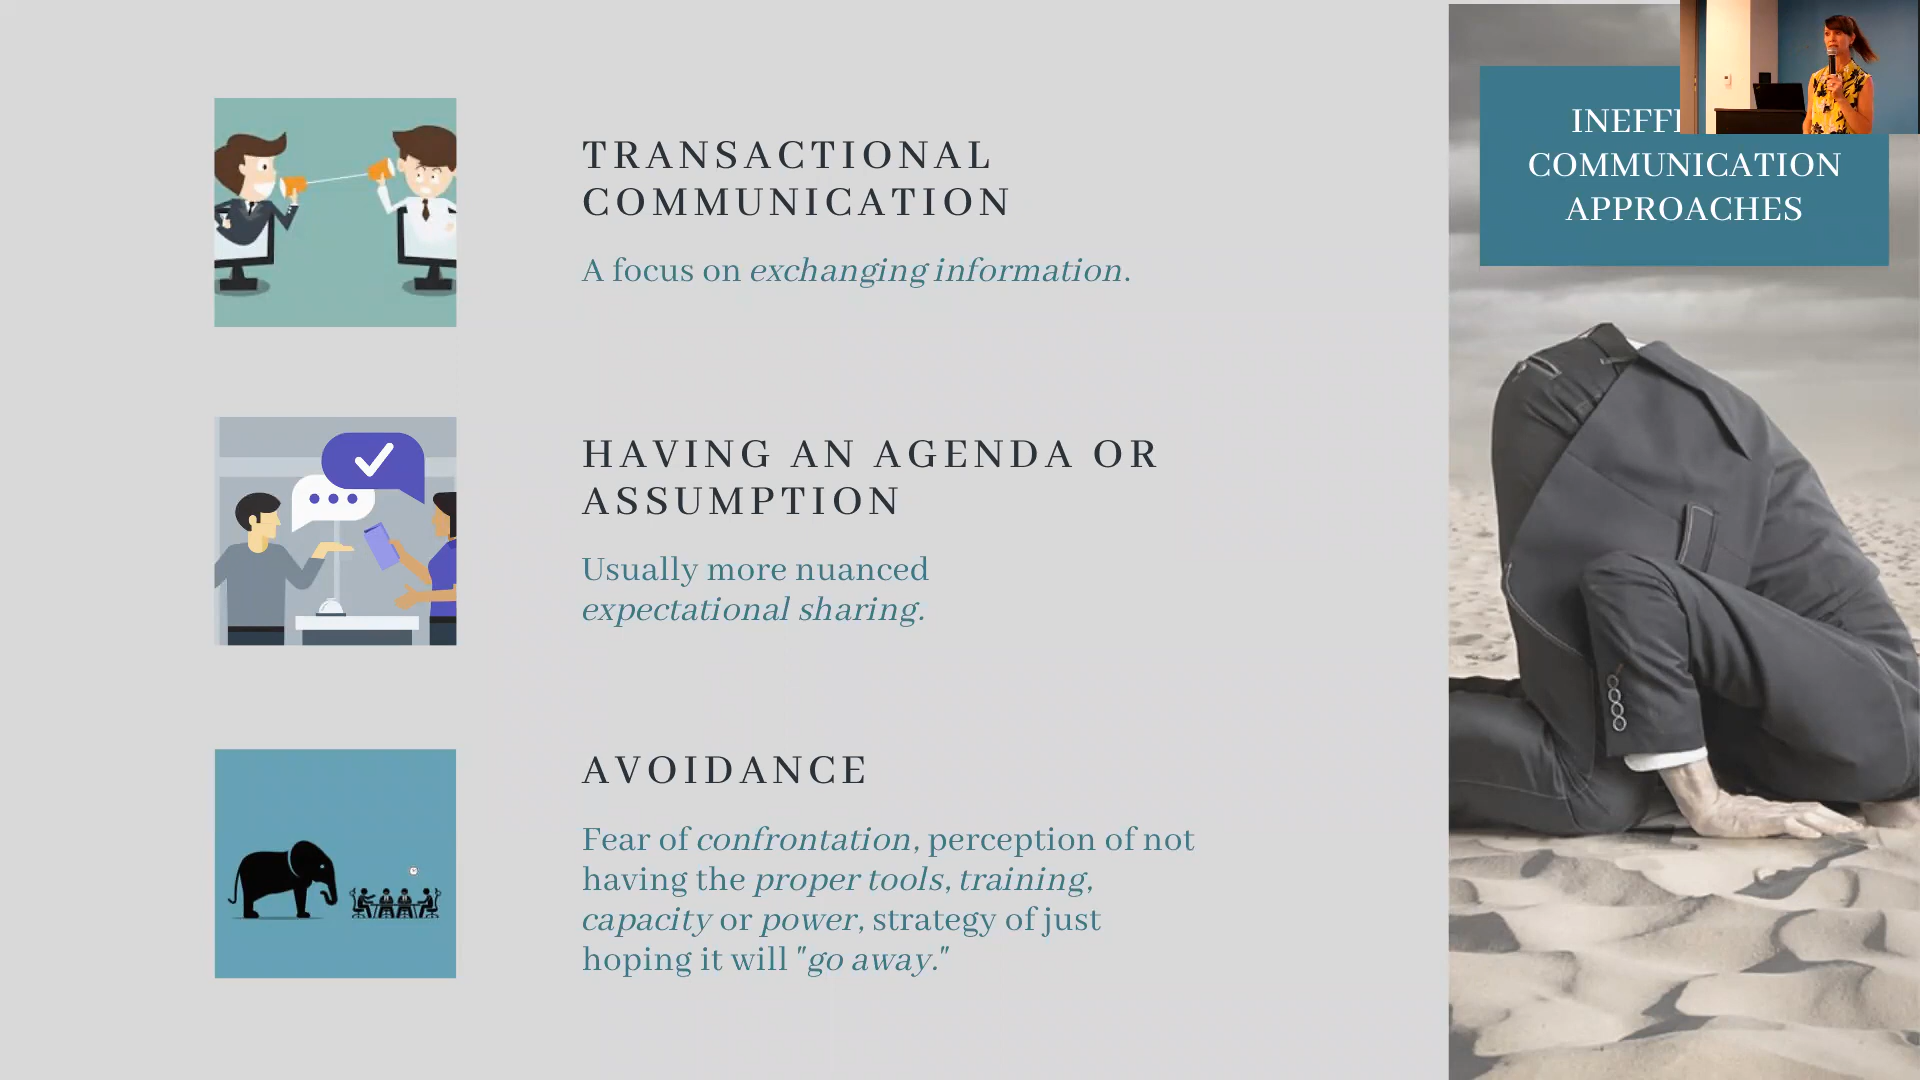 TRANSACTIONAL
COMMUNICATION
A focus on exchanging information.
HAVING AN AGENDA OR
ASSUMPTION
Usually more nuanced
expectational sharing.
AVOIDANCE
Fear of confrontation, perception of not
having the proper tools, training,
capacity or power, strategy of just
hoping it will "go away."
COMMUNICATION
APPROACHES